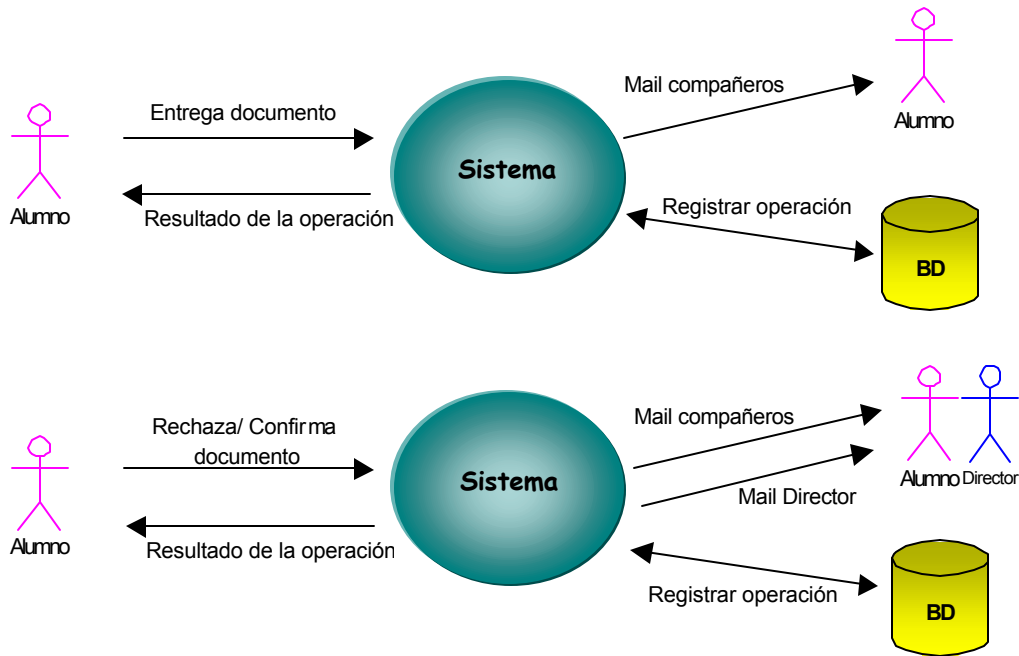 Mail compañeros
Entrega documento
Alumno
Sistema
Registrar operación
Resultado de la operación
Alumno
BD
Rechaza/ Confirma
documento
Mail compañeros
Sistema
Alumno
Director
Mail Director
Alumno
Resultado de la operación
Registrar operación
BD